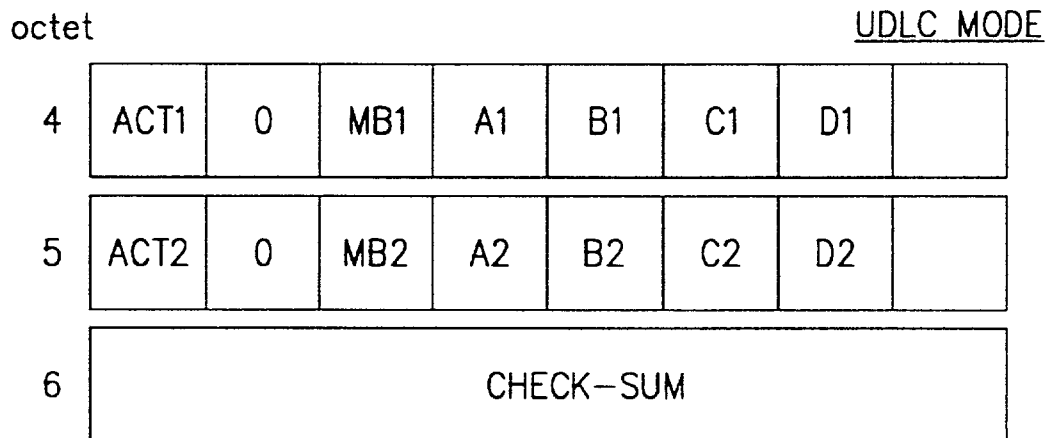 octet UDLC MODE
4 ACT1 0 MB1 A1 B1 C1 D1
5 ACT2 0 MB2 A2 B2 C2 D2
6 CHECK-SUM